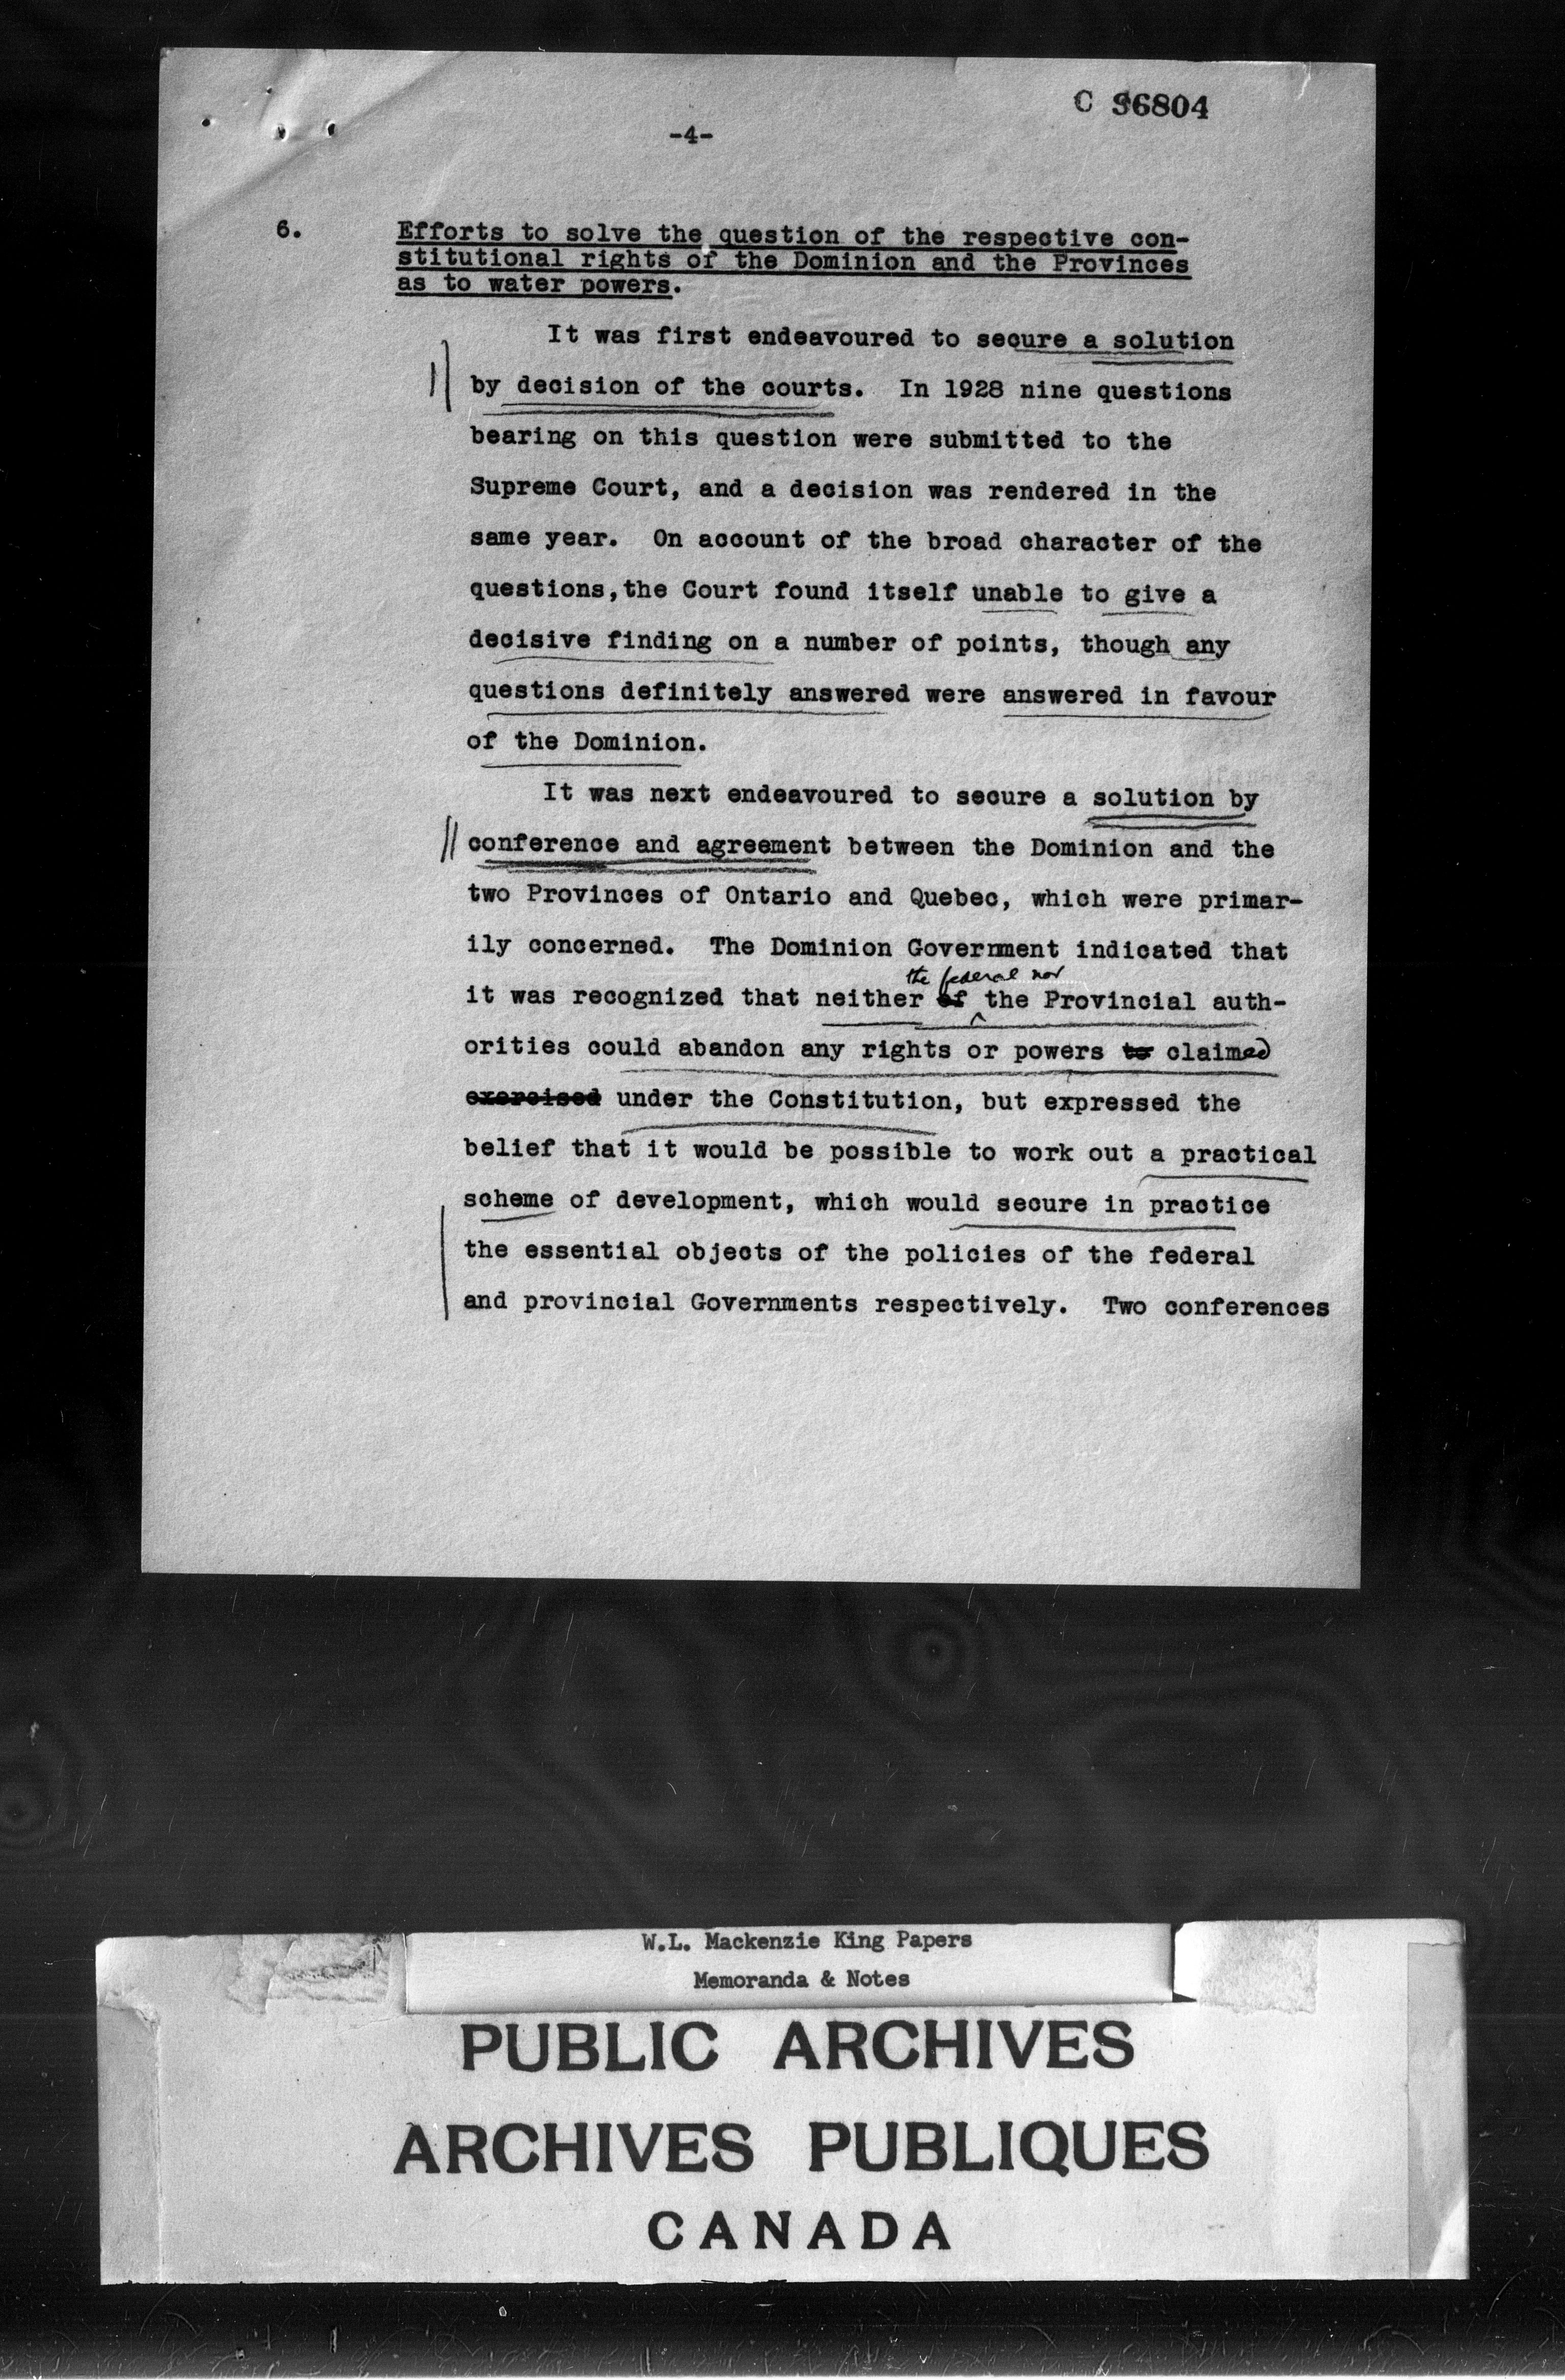 C 96804
-4-
6. Efforts to solve the question of the respective con-
stitutional rights of the Dominion and the Provinces
as to water powers.
It was first endeavoured to secure a solution
by decision of the courts. In 1928 nine questions
bearing on this question were submitted to the
Supreme Court, and a decision was rendered in the
same year. On account of the broad character of the
questions, the Court found itself unable to give a
decisive finding on a number of points, though any
questions definitely answered were answered in favour
of the Dominion.
It was next endeavoured to secure a solution by
conference and agreement between the Dominion and the
two Provinces of Ontario and Quebec, which were primar-
ily concerned. The Dominion Government indicated that
the federal nor
it was recognized that neither of the Provincial auth-
orities could abandon any rights or powers to claimed
exercised under the Constitution, but expressed the
belief that it would be possible to work out a practical
scheme of development, which would secure in practice
the essential objects of the policies of the federal
and provincial Governments respectively. Two conferences
W.L. Mackenzie King Papers
Memoranda & Notes
PUBLIC ARCHIVES
ARCHIVES PUBLIQUES
CANADA